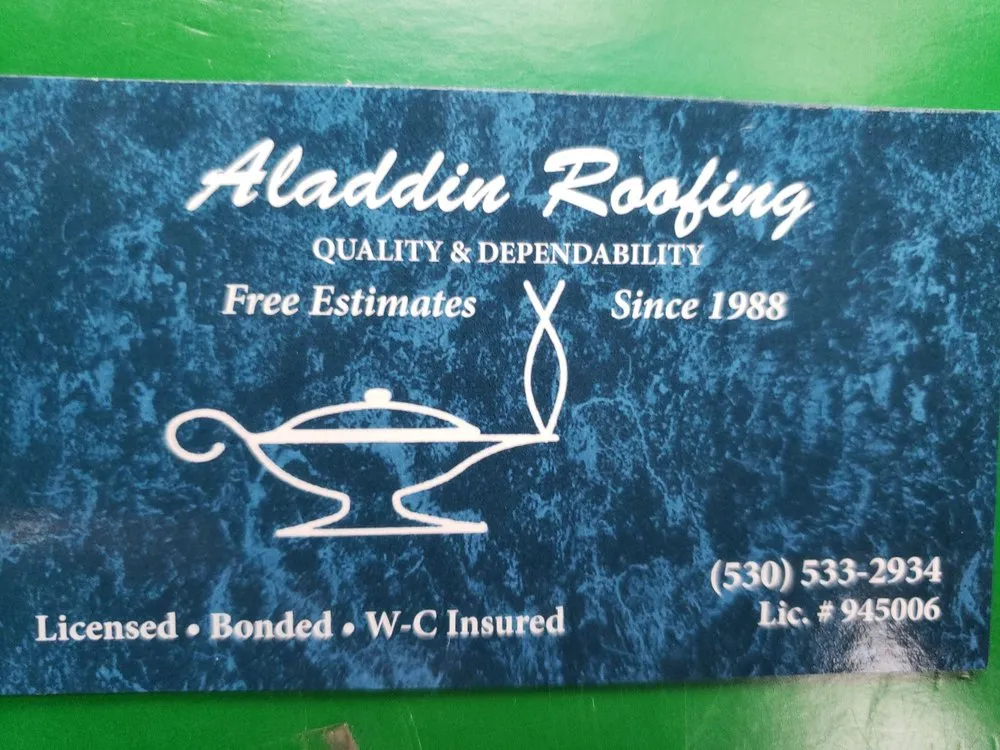 Aladdin Roofing
QUALITY & DEPENDABILITY
Free Estimates
Since 1988
(530) 533-2934
Lic. # 945006
Licensed • Bonded • W-C Insured